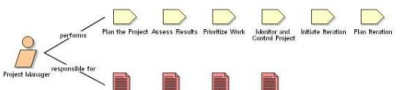 performs
Plan the Project Assess Results Prioritize Work Monitor and Control Project Initiate Iteration Plan Iteration
responsible for
Project Manager